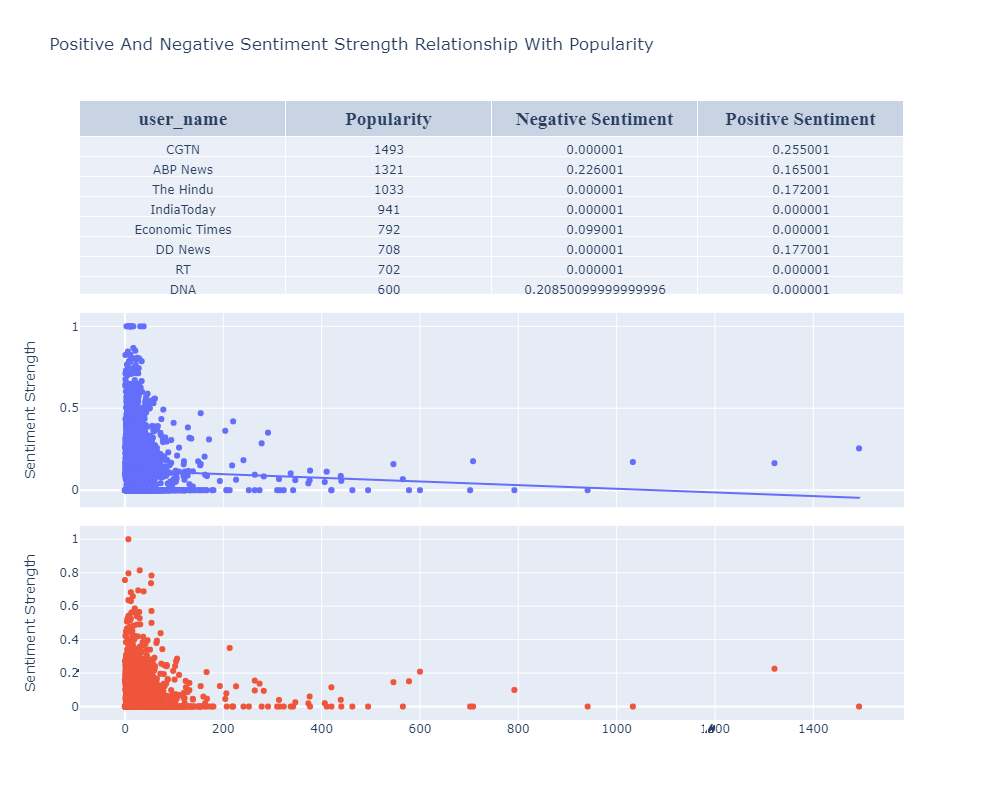 Positive And Negative Sentiment Strength Relationship With Popularity
user_name Popularity Negative Sentiment Positive Sentiment
CGTN 1493 0.000001 0.255001
ABP News 1321 0.226001 0.165001
The Hindu 1033 0.000001 0.172001
IndiaToday 941 0.000001 0.000001
Economic Times 792 0.099001 0.000001
DD News 708 0.000001 0.177001
RT 702 0.000001 0.000001
DNA 600 0.20850099999999996 0.000001
Sentiment Strength
1
0.5
0
Sentiment Strength
1
0.8
0.6
0.4
0.2
0
0 200 400 600 800 1000 1400